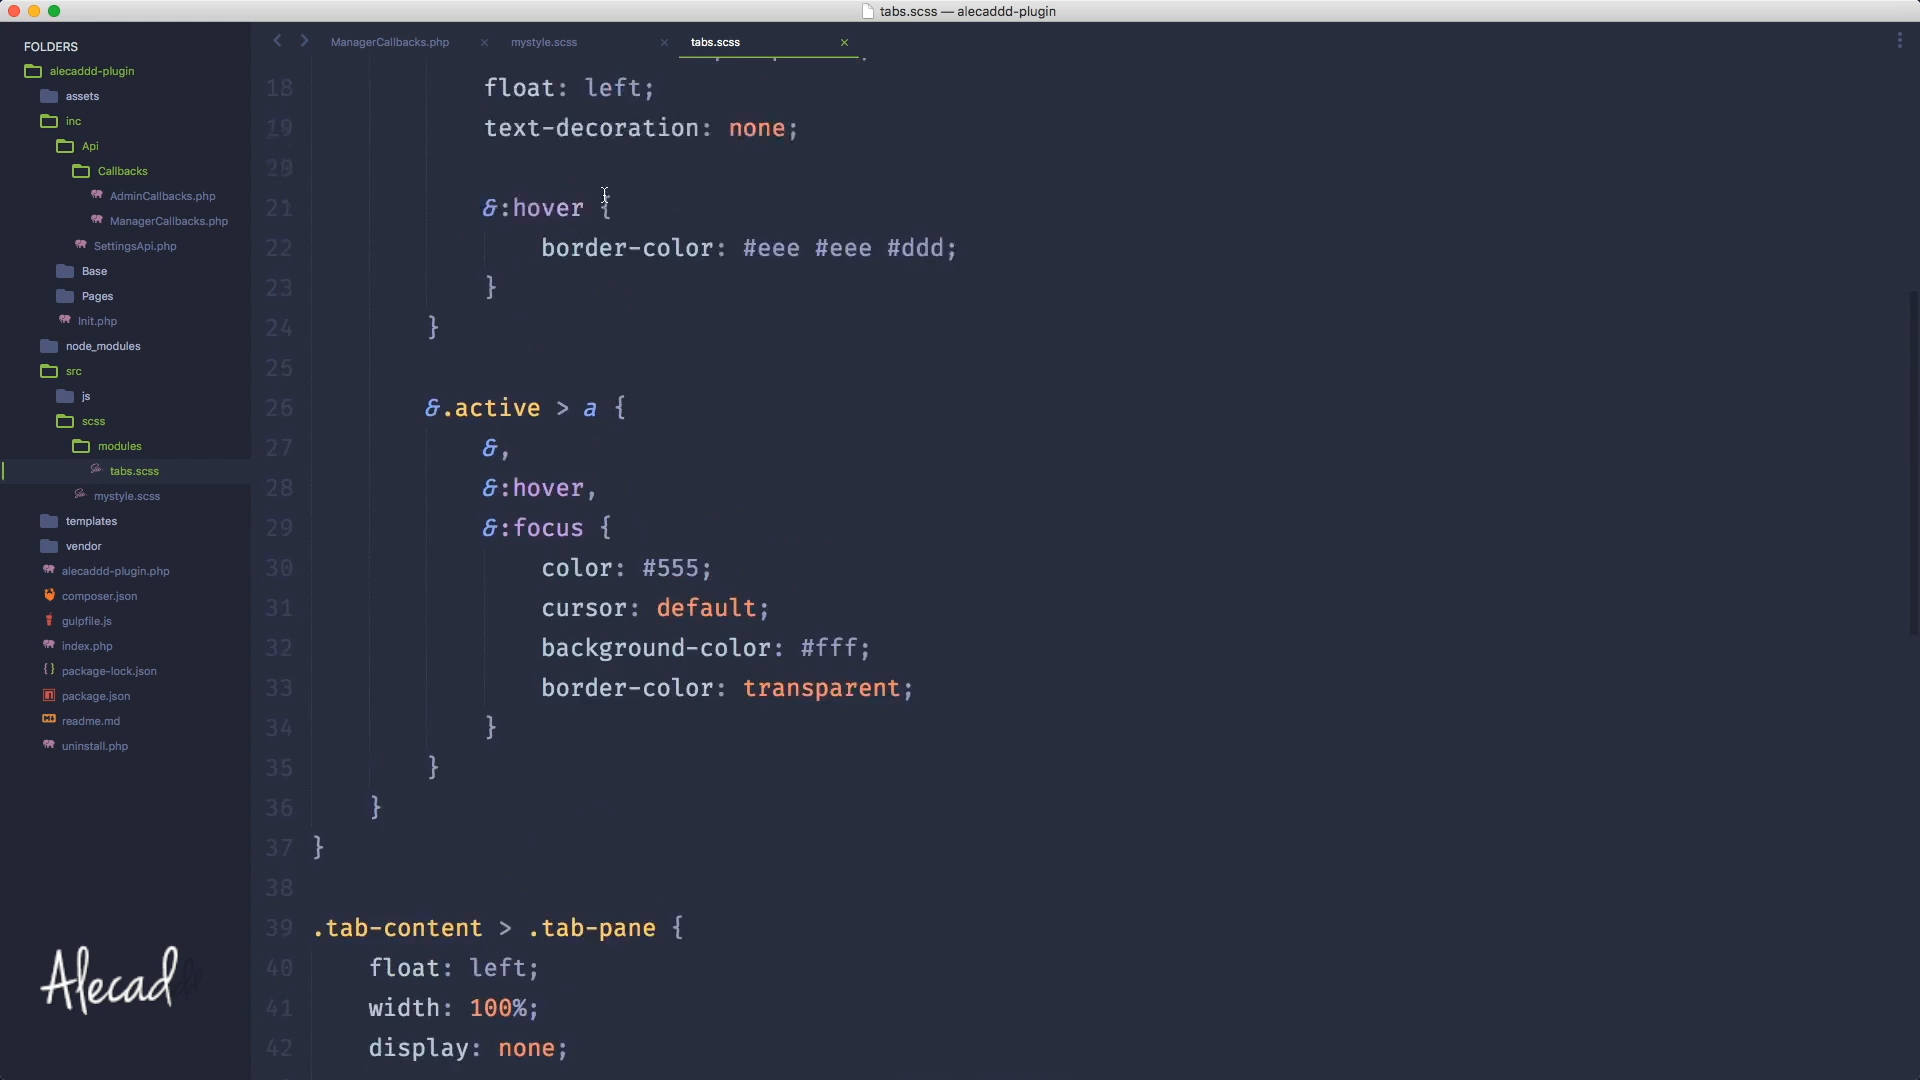 tabs.scss — alecaddd-plugin
FOLDERS
alecaddd-plugin
assets
inc
Api
Callbacks
AdminCallbacks.php
ManagerCallbacks.php
SettingsApi.php
Base
Pages
Init.php
node_modules
src
js
scss
modules
tabs.scss
mystyle.scss
templates
vendor
alecaddd-plugin.php
composer.json
gulpfile.js
index.php
package-lock.json
package.json
readme.md
uninstall.php
Alecad
ManagerCallbacks.php
mystyle.scss
tabs.scss
18 float: left;
19 text-decoration: none;
20
21 &:hover {
22 border-color: #eee #eee #ddd;
23 }
24 }
25
26 &.active > a {
27 &,
28 &:hover,
29 &:focus {
30 color: #555;
31 cursor: default;
32 background-color: #fff;
33 border-color: transparent;
34 }
35 }
36 }
37 }
38
39 .tab-content > .tab-pane {
40 float: left;
41 width: 100%;
42 display: none;